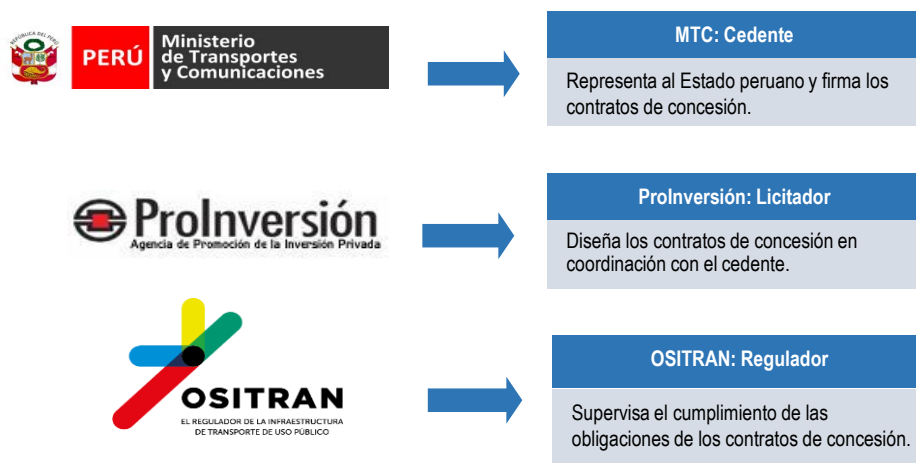 REPÚBLICA DEL PERÚ
PERÚ
Ministerio
de Transportes
y Comunicaciones
MTC: Cedente
Representa al Estado peruano y firma los
contratos de concesión.
ProInversión
Agencia de Promoción de la Inversión Privada
ProInversión: Licitador
Diseña los contratos de concesión en
coordinación con el cedente.
OSITRAN
EL REGULADOR DE LA INFRAESTRUCTURA
DE TRANSPORTE DE USO PÚBLICO
OSITRAN: Regulador
Supervisa el cumplimiento de las
obligaciones de los contratos de concesión.